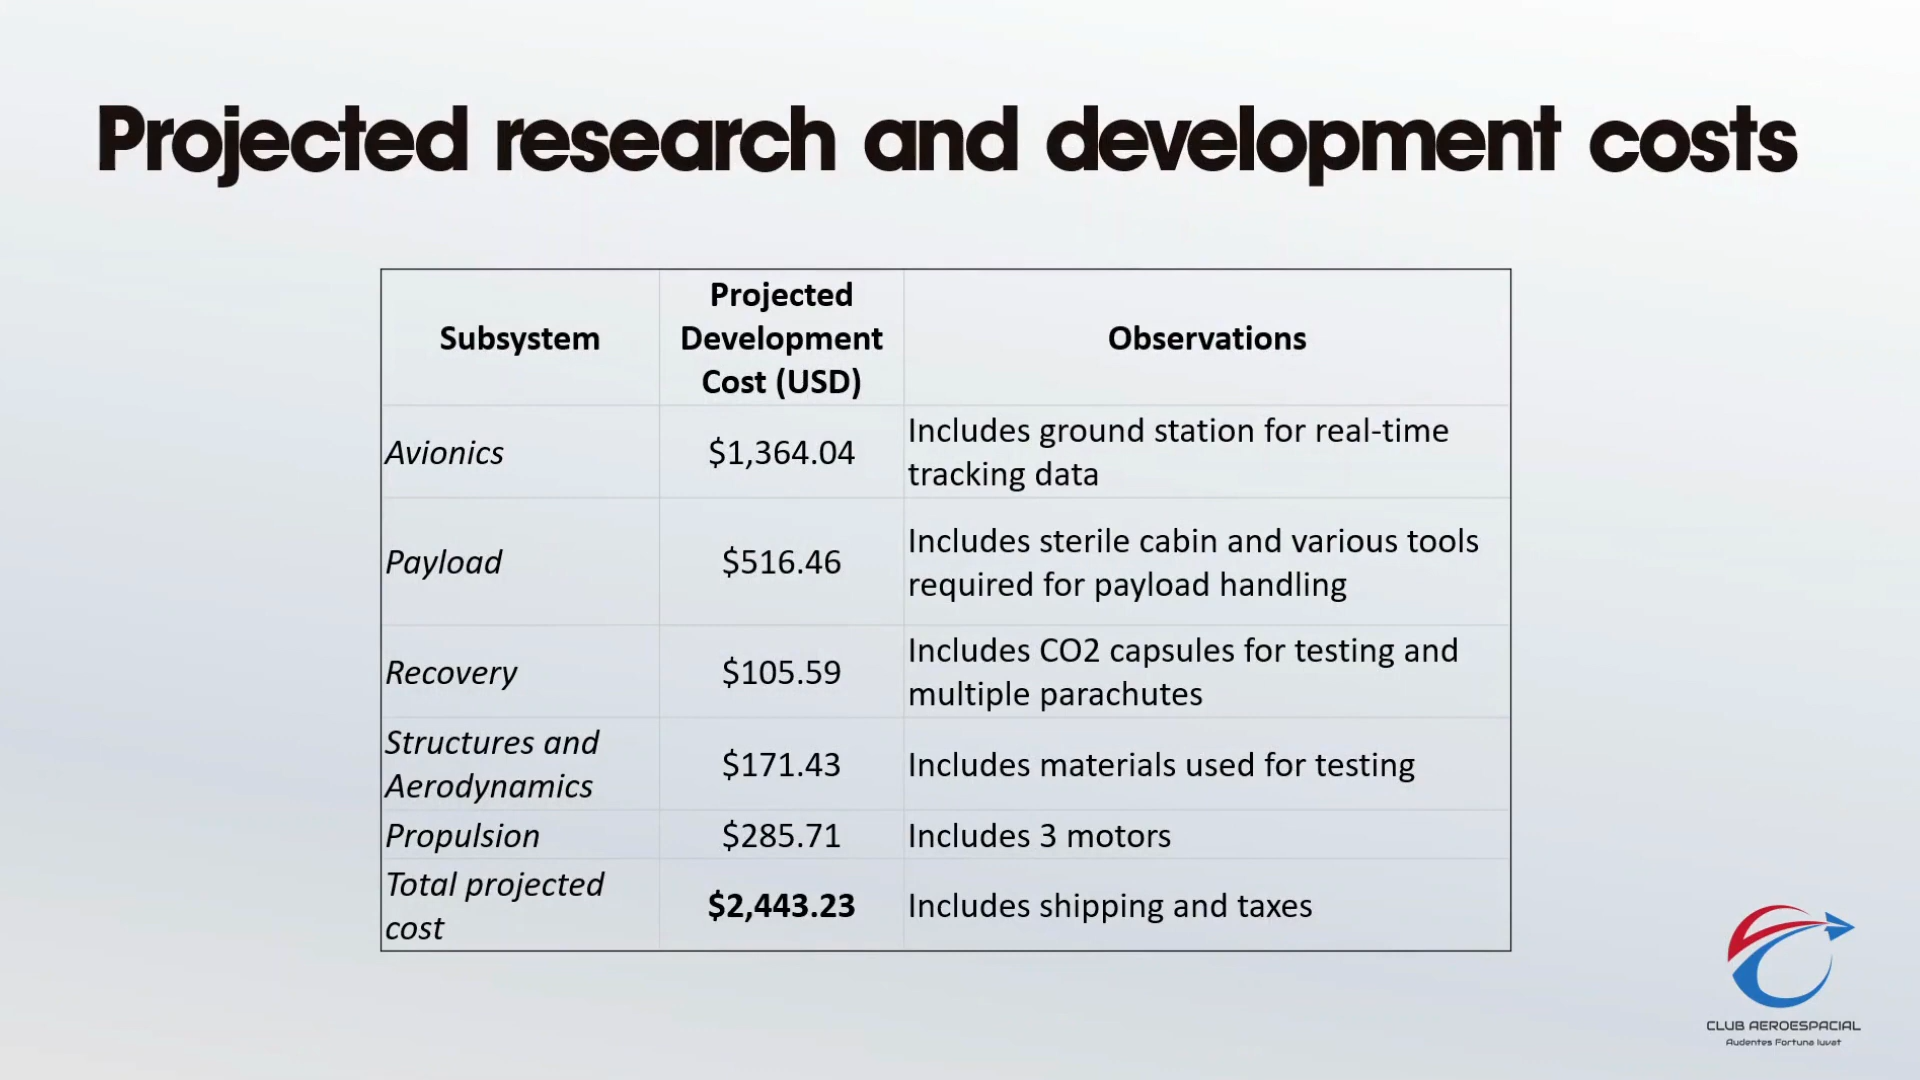 Projected research and development costs
Subsystem
Projected
Development
Cost (USD)
Observations
Avionics
$1,364.04
Includes ground station for real-time
tracking data
Payload
$516.46
Includes sterile cabin and various tools
required for payload handling
Recovery
$105.59
Includes CO2 capsules for testing and
multiple parachutes
Structures and
Aerodynamics
$171.43
Includes materials used for testing
Propulsion
$285.71
Includes 3 motors
Total projected
cost
$2,443.23
Includes shipping and taxes
CLUB AEROESPACIAL
Audentes Fortuna Iuvat